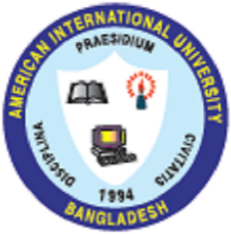 AMERICAN INTERNATIONAL UNIVERSITY
PRAESIDIUM
DISCIPLINA
CIVITATIS
1994
BANGLADESH